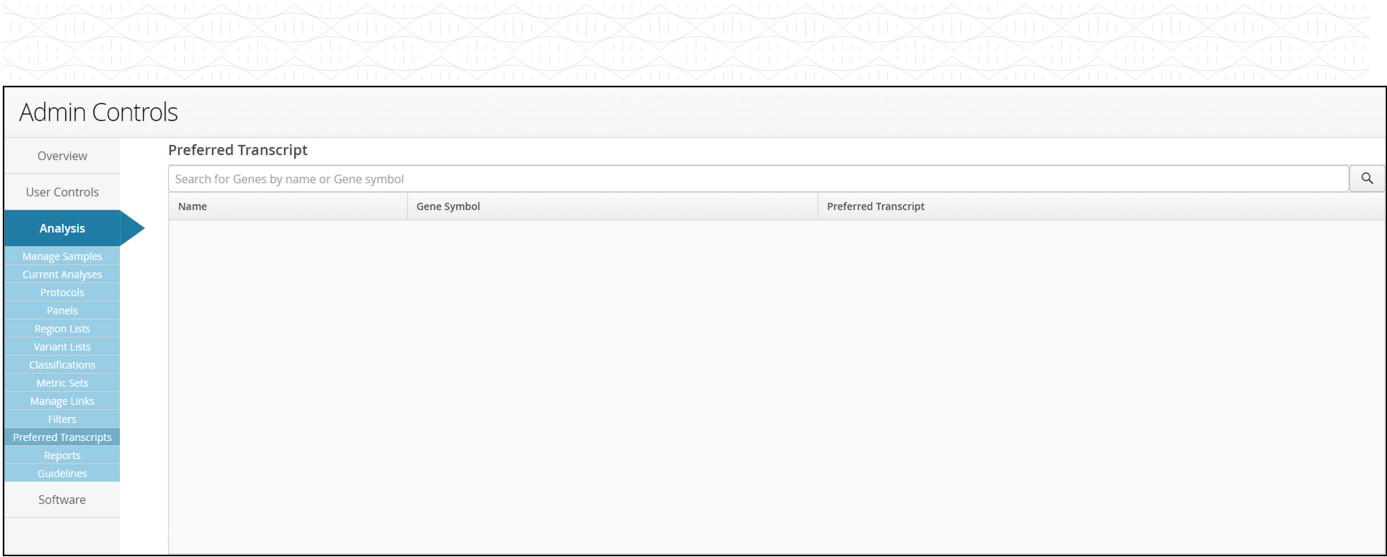 Admin Controls
Overview
User Controls
Analysis
Manage Samples
Current Analyses
Protocols
Panels
Region Lists
Variant Lists
Classifications
Metric Sets
Manage Links
Filters
Preferred Transcripts
Reports
Guidelines
Software
Preferred Transcript
Search for Genes by name or Gene symbol
Name Gene Symbol Preferred Transcript